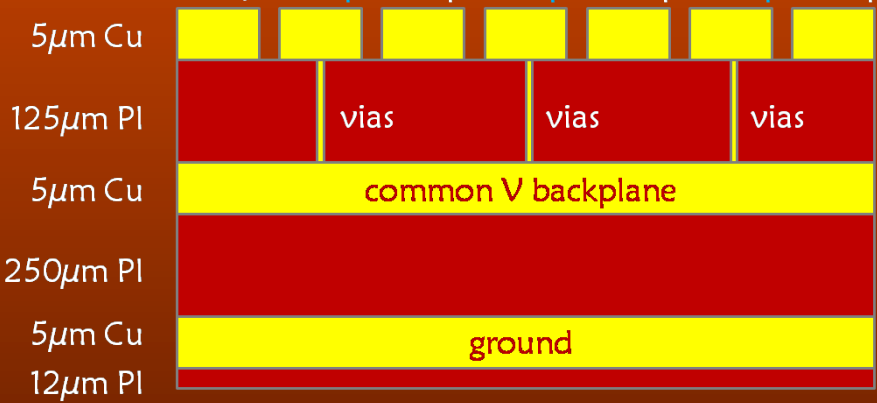 5μm Cu
125μm PI
vias vias vias
5μm Cu
common V backplane
250μm PI
5μm Cu
ground
12μm PI